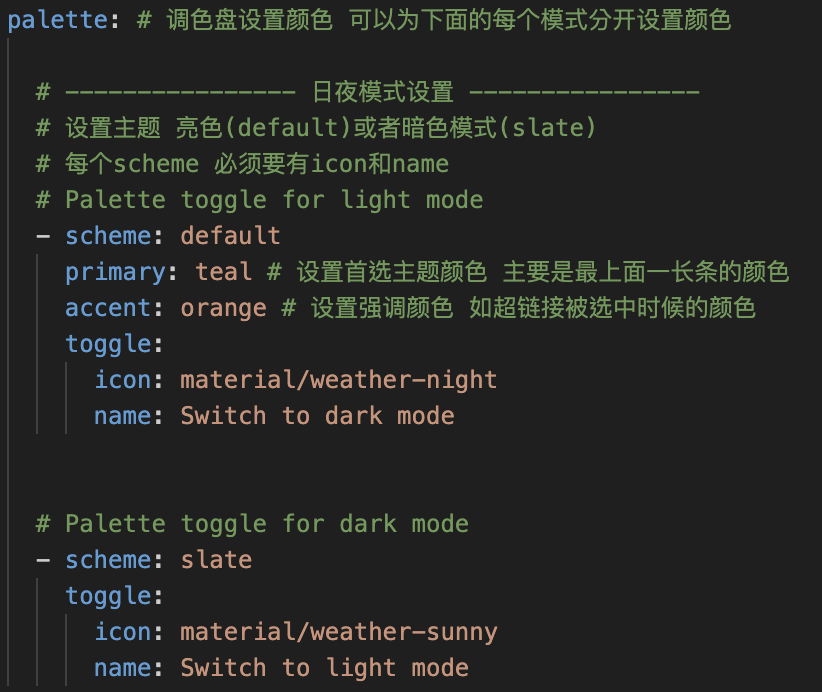 palette: # 调色盘设置颜色 可以为下面的每个模式分开设置颜色
# ---------------- 日夜模式设置 ----------------
# 设置主题 亮色(default)或者暗色模式(slate)
# 每个scheme 必须要有icon和name
# Palette toggle for light mode
- scheme: default
primary: teal # 设置首选主题颜色 主要是最上面一长条的颜色
accent: orange # 设置强调颜色 如超链接被选中时候的颜色
toggle:
icon: material/weather-night
name: Switch to dark mode
# Palette toggle for dark mode
- scheme: slate
toggle:
icon: material/weather-sunny
name: Switch to light mode